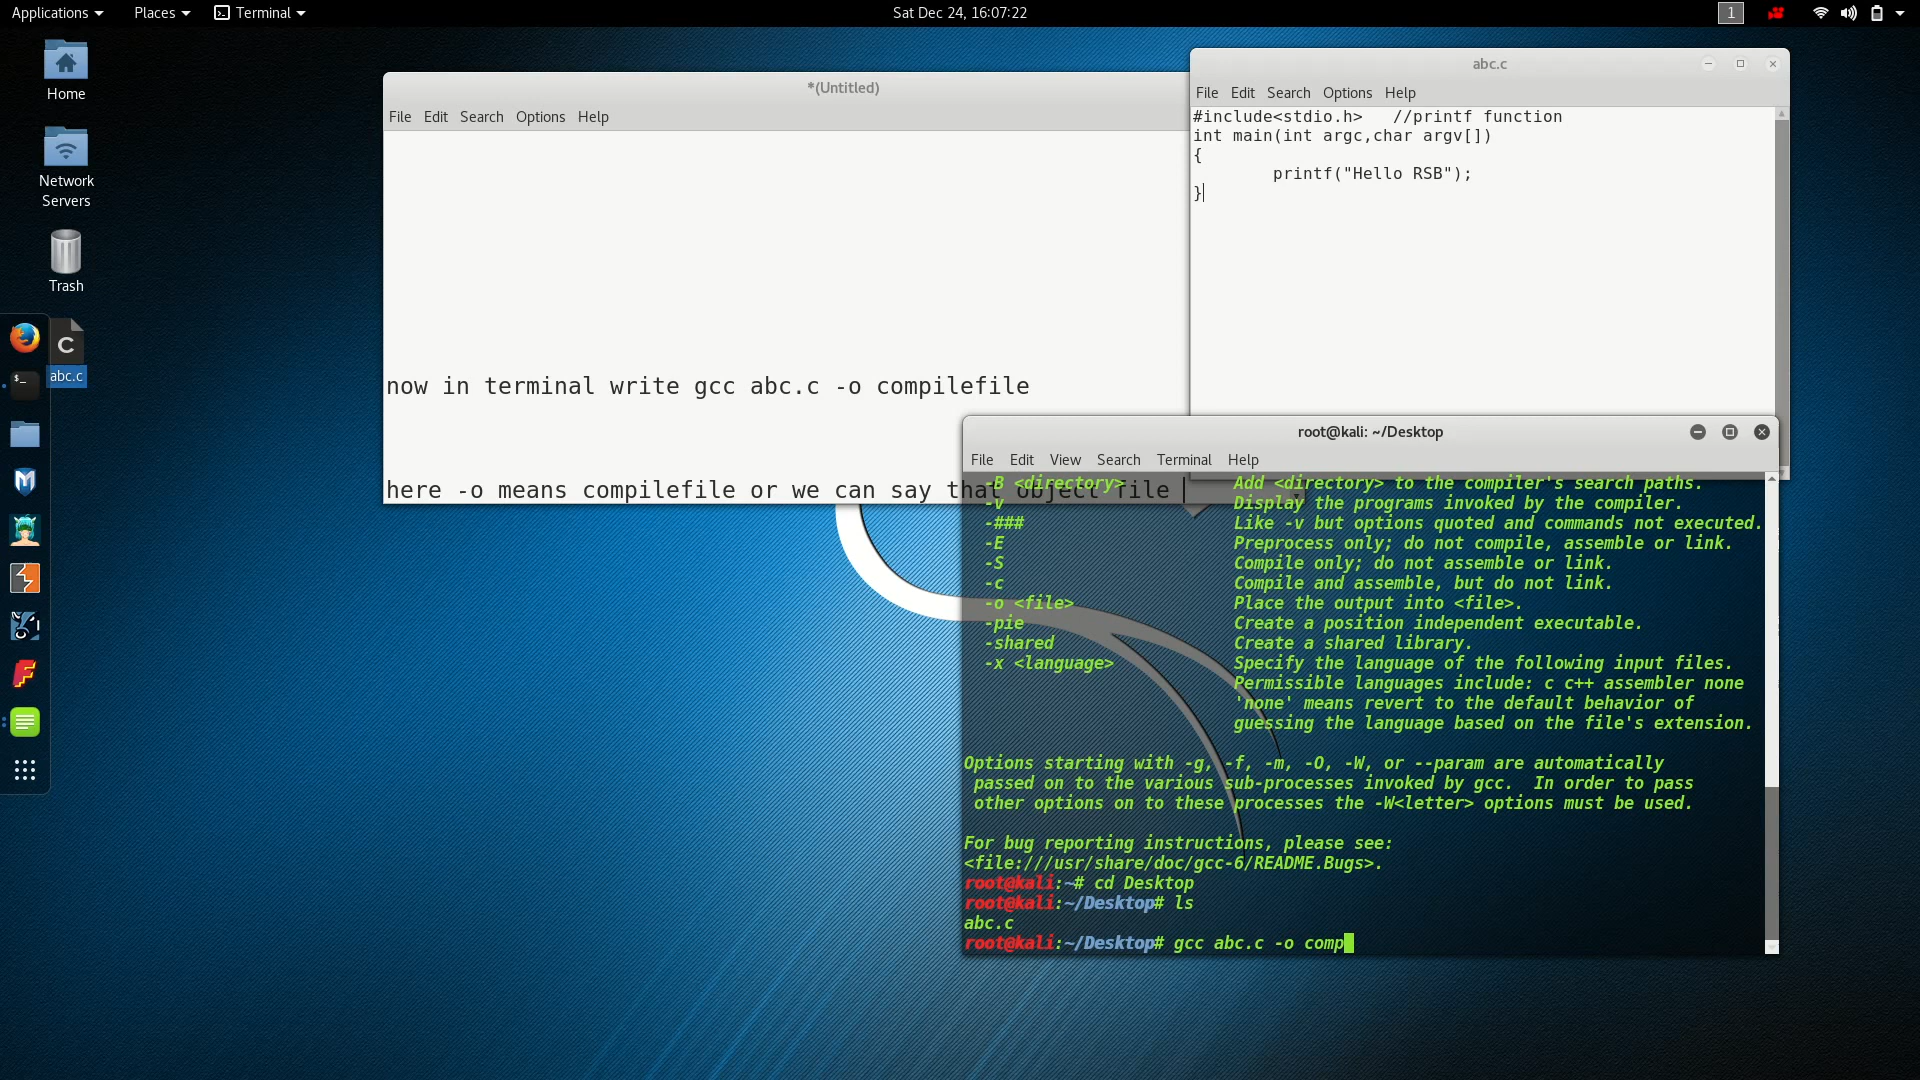 Applications Places Terminal Sat Dec 24, 16:07:22 1
Home
Network
Servers
Trash
C
abc.c
*(Untitled)
File Edit Search Options Help
now in terminal write gcc abc.c -o compilefile
here -o means compilefile or we can say that object file
abc.c
File Edit Search Options Help
#include<stdio.h>   //printf function
int main(int argc,char argv[])
{
        printf("Hello RSB");
}
root@kali: ~/Desktop
File Edit View Search Terminal Help
  -B <directory>           Add <directory> to the compiler's search paths.
  -v                       Display the programs invoked by the compiler.
  -###                     Like -v but options quoted and commands not executed.
  -E                       Preprocess only; do not compile, assemble or link.
  -S                       Compile only; do not assemble or link.
  -c                       Compile and assemble, but do not link.
  -o <file>                Place the output into <file>.
  -pie                     Create a position independent executable.
  -shared                  Create a shared library.
  -x <language>            Specify the language of the following input files.
                           Permissible languages include: c c++ assembler none
                           'none' means revert to the default behavior of
                           guessing the language based on the file's extension.
Options starting with -g, -f, -m, -O, -W, or --param are automatically
 passed on to the various sub-processes invoked by gcc.  In order to pass
 other options on to these processes the -W<letter> options must be used.
For bug reporting instructions, please see:
<file:///usr/share/doc/gcc-6/README.Bugs>.
root@kali:~# cd Desktop
root@kali:~/Desktop# ls
abc.c
root@kali:~/Desktop# gcc abc.c -o comp